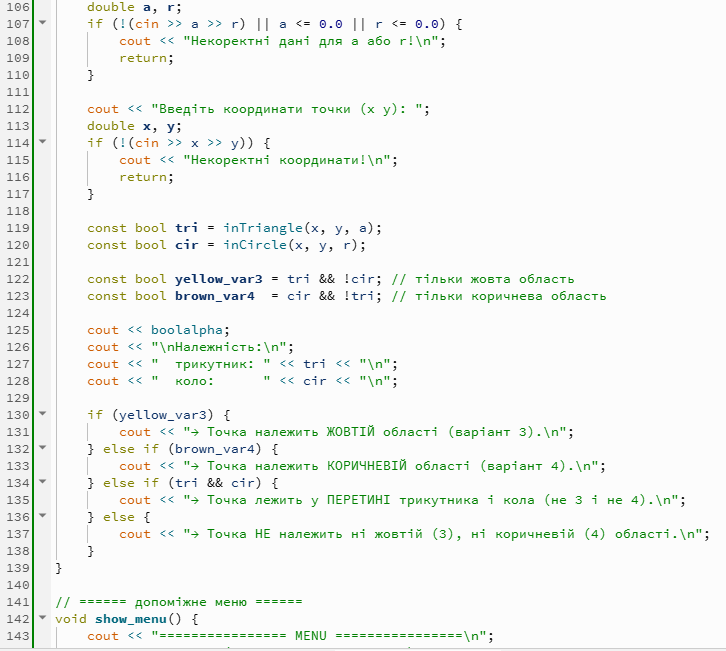 106 double a, r;
107 if (!(cin >> a >> r) || a <= 0.0 || r <= 0.0) {
108 cout << "Некоректні дані для a або r!\n";
109 return;
110 }
111
112 cout << "Введіть координати точки (x y): ";
113 double x, y;
114 if (!(cin >> x >> y)) {
115 cout << "Некоректні координати!\n";
116 return;
117 }
118
119 const bool tri = inTriangle(x, y, a);
120 const bool cir = inCircle(x, y, r);
121
122 const bool yellow_var3 = tri && !cir; // тільки жовта область
123 const bool brown_var4  = cir && !tri; // тільки коричнева область
124
125 cout << boolalpha;
126 cout << "\nНалежність:\n";
127 cout << "  трикутник: " << tri << "\n";
128 cout << "  коло:      " << cir << "\n";
129
130 if (yellow_var3) {
131 cout << "→ Точка належить ЖОВТІЙ області (варіант 3).\n";
132 } else if (brown_var4) {
133 cout << "→ Точка належить КОРИЧНЕВІЙ області (варіант 4).\n";
134 } else if (tri && cir) {
135 cout << "→ Точка лежить у ПЕРЕТИНІ трикутника і кола (не 3 і не 4).\n";
136 } else {
137 cout << "→ Точка НЕ належить ні жовтій (3), ні коричневій (4) області.\n";
138 }
139 }
140
141 // ====== допоміжне меню ======
142 void show_menu() {
143 cout << "================ MENU ================\n";